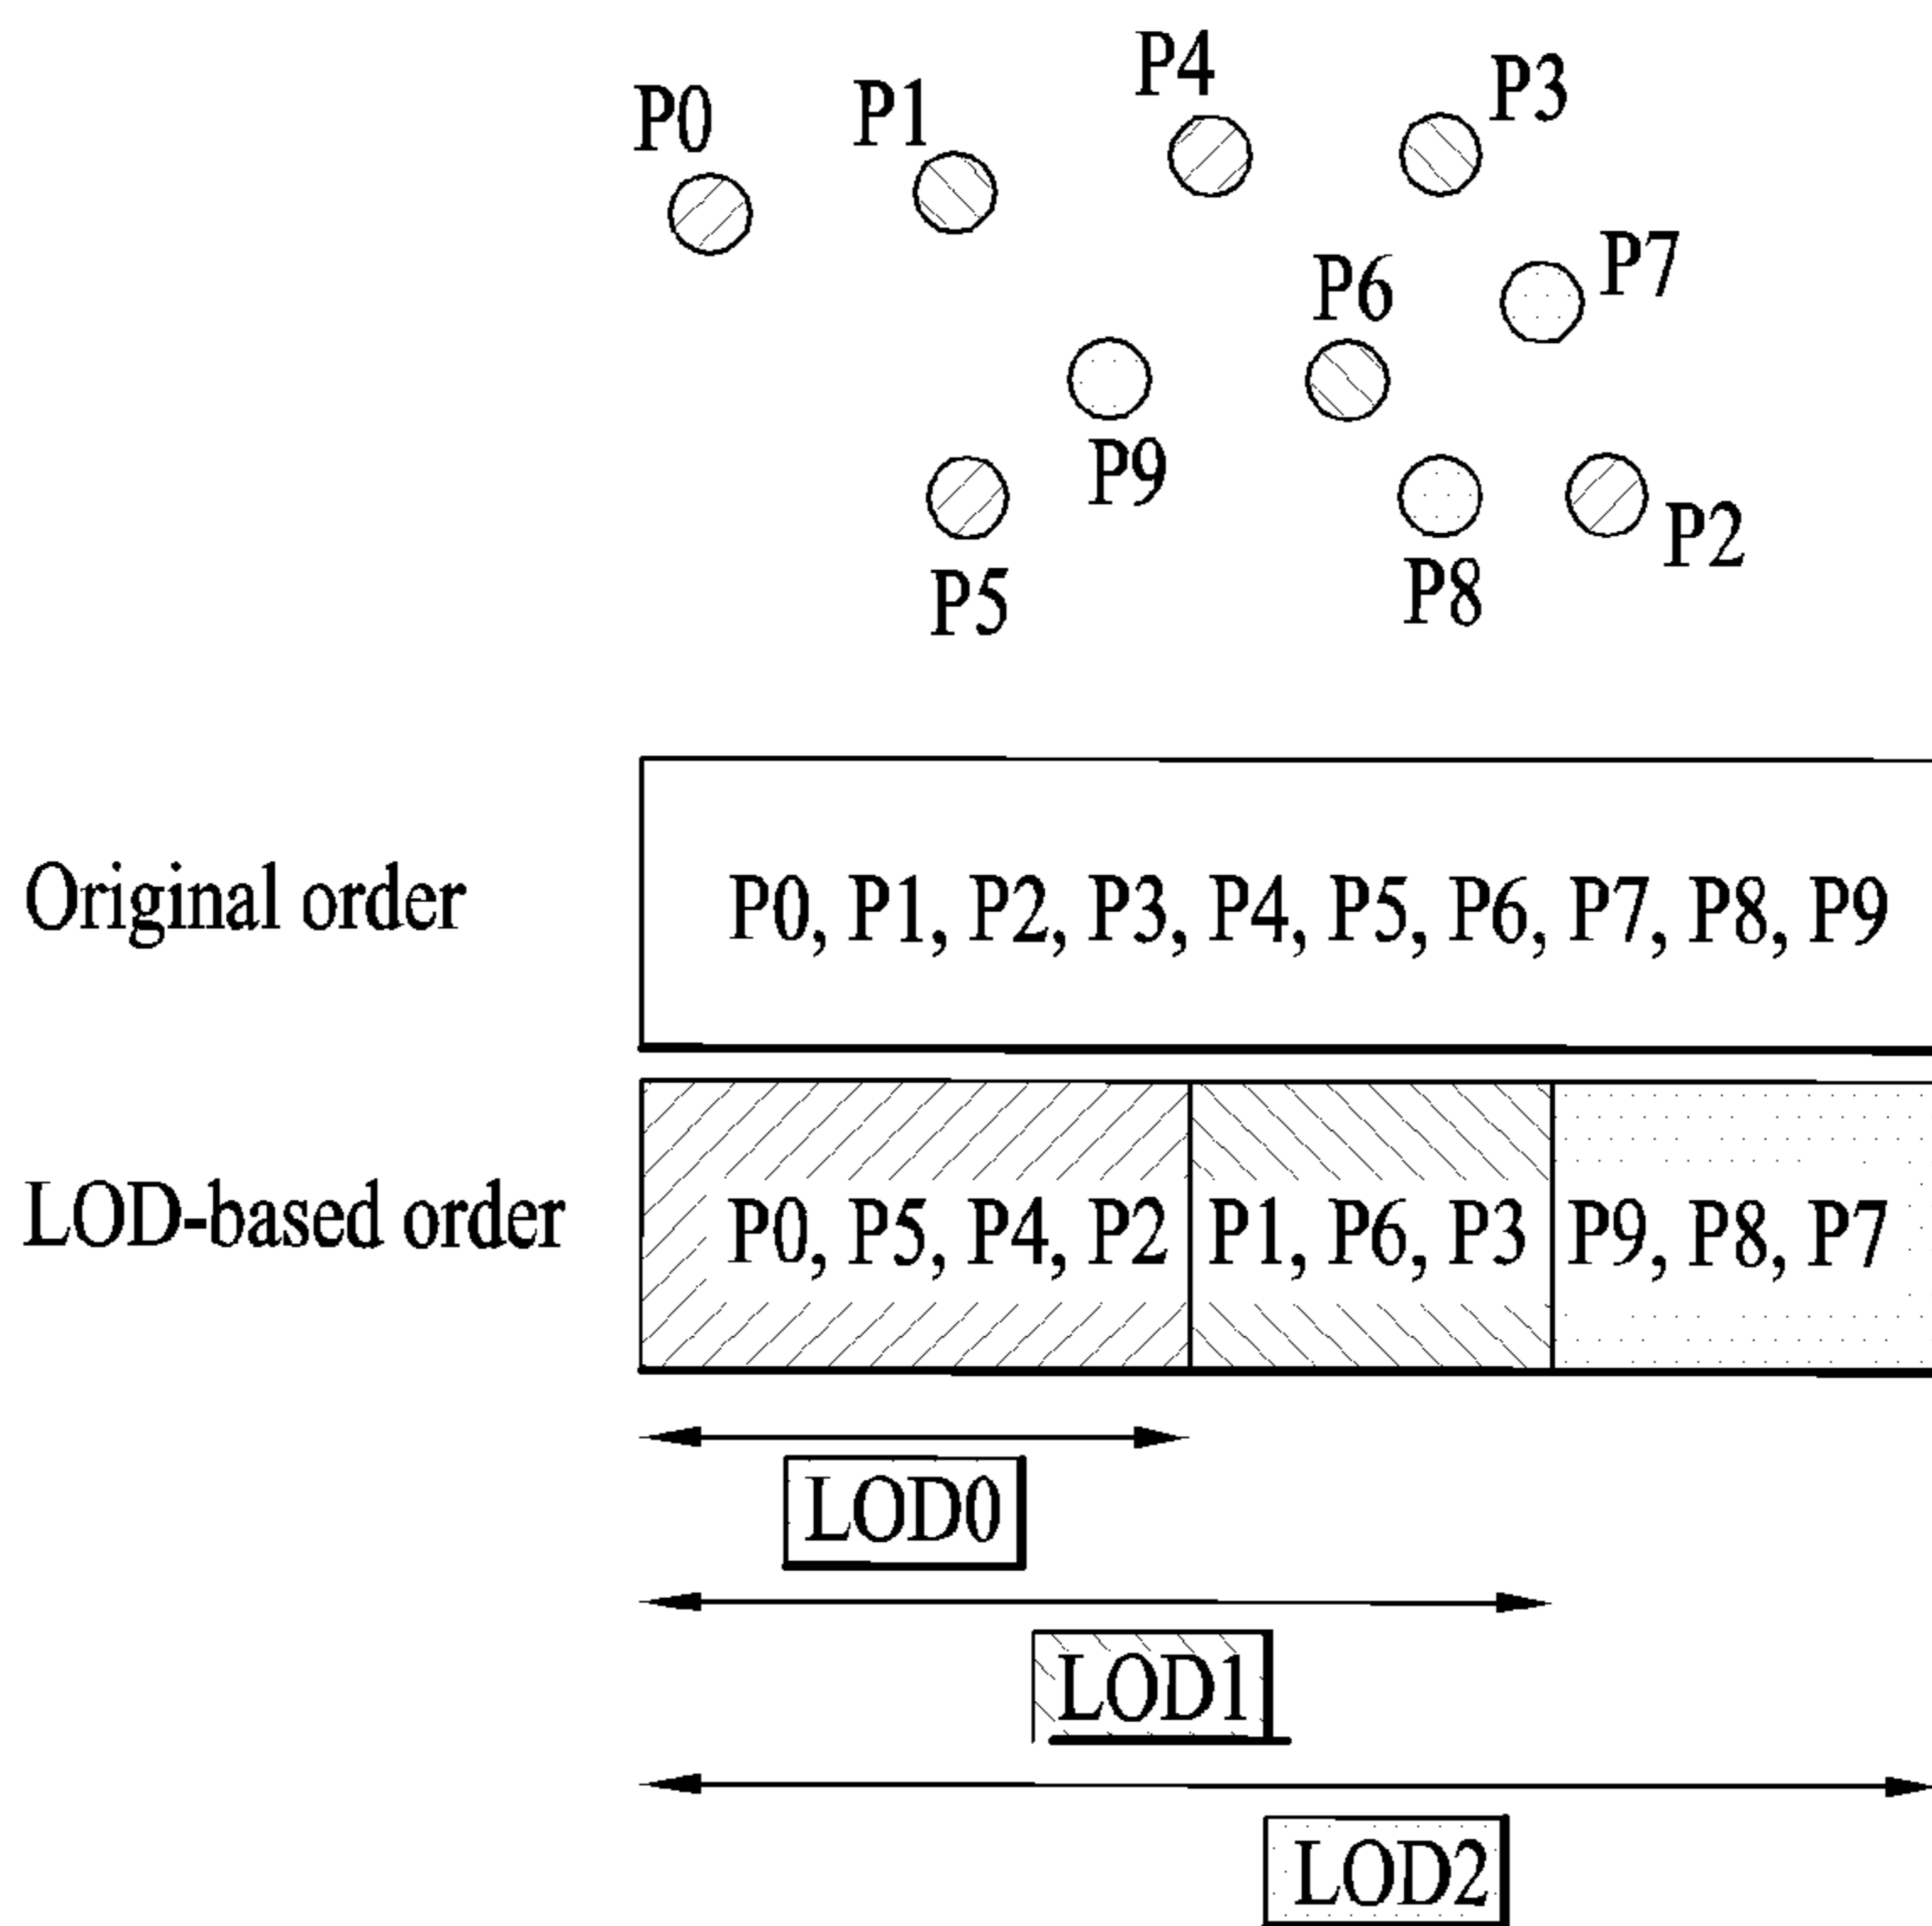 P4
P3
P0
P1
P7
P6
P9
P2
P5
P8
Original order
P0, P1, P2, P3, P4, P5, P6, P7, P8, P9
LOD-based order
P0, P5, P4, P2
P1, P6, P3
P9, P8, P7
LOD0
LOD1
LOD2